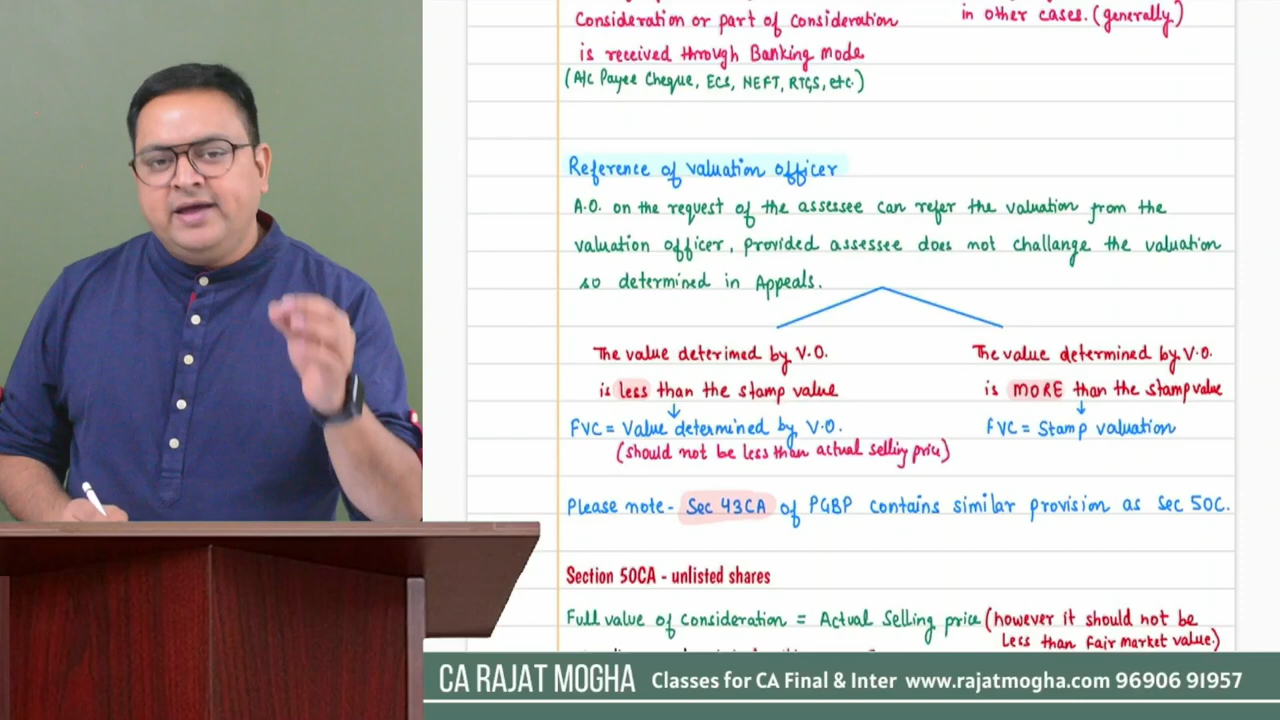 Consideration or part of consideration
is received through Banking mode
(A/c Payee Cheque, ECS, NEFT, RTGS, etc.)
in other cases. (generally)
Reference of valuation officer
A.O. on the request of the assessee can refer the valuation from the
valuation officer, provided assessee does not challange the valuation
so determined in Appeals.
The value deterimed by V.O.
is less than the stamp value
FVC = Value determined by V.O.
(should not be less than actual selling price)
The value determined by V.O.
is MORE than the stamp value
FVC = Stamp valuation
Please note - Sec 43CA of PGBP contains similar provision as Sec 50C.
Section 50CA - unlisted shares
Full value of consideration = Actual Selling price (however it should not be
Less than Fair market value.)
CA RAJAT MOGHA Classes for CA Final & Inter www.rajatmogha.com 96906 91957